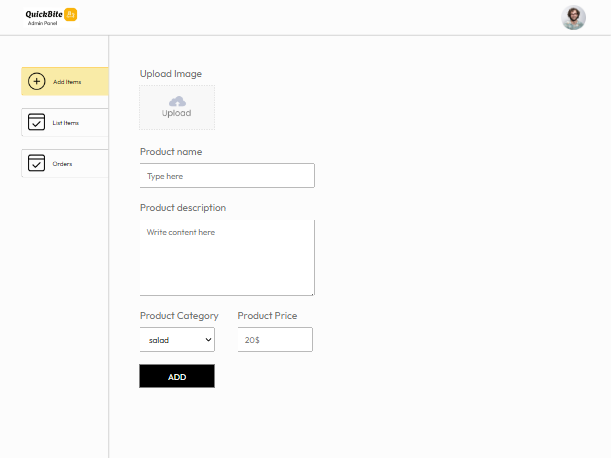 QuickBite
Admin Panel
Add Items
List Items
Orders
Upload Image
Upload
Product name
Type here
Product description
Write content here
Product Category
Product Price
salad
20$
ADD